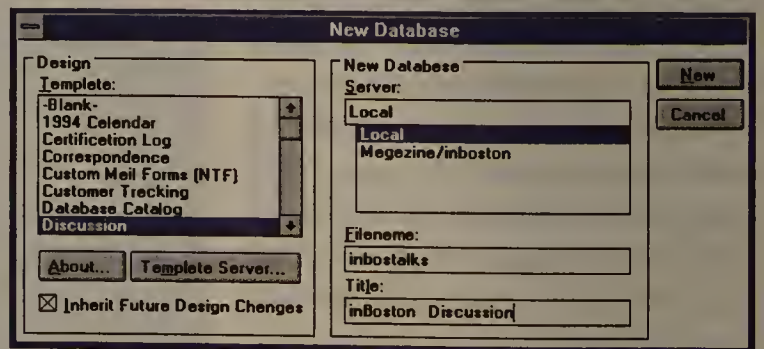 New Database
Design
Template:
-Blank-
1994 Calendar
Certification Log
Correspondence
Custom Mail Forms (NTF)
Customer Tracking
Database Catalog
Discussion
About...
Template Server...
Inherit Future Design Changes
New Database
Server:
Local
Local
Magazine/inboston
Filename:
inbostalks
Title:
inBoston Discussion
New
Cancel